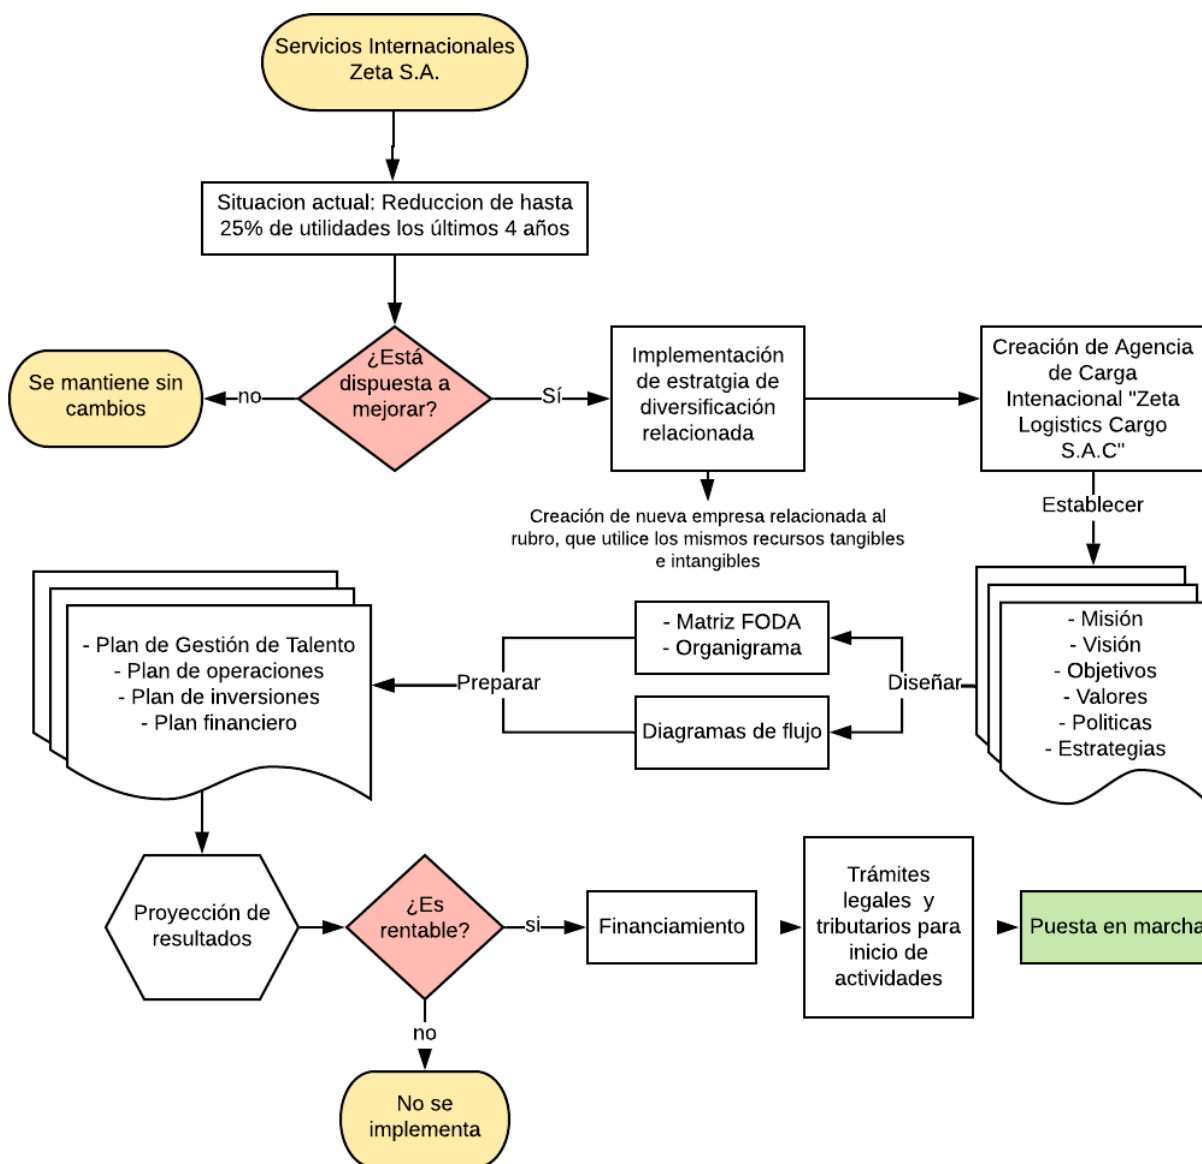 Servicios Internacionales
Zeta S.A.
Situacion actual: Reduccion de hasta
25% de utilidades los últimos 4 años
¿Está
dispuesta a
mejorar?
no
Se mantiene sin
cambios
Sí
Implementación
de estratgia de
diversificación
relacionada
Creación de nueva empresa relacionada al
rubro, que utilice los mismos recursos tangibles
e intangibles
Creación de Agencia
de Carga
Intenacional "Zeta
Logistics Cargo
S.A.C"
Establecer
- Misión
- Visión
- Objetivos
- Valores
- Politicas
- Estrategias
Diseñar
- Matriz FODA
- Organigrama
Diagramas de flujo
Preparar
- Plan de Gestión de Talento
- Plan de operaciones
- Plan de inversiones
- Plan financiero
Proyección de
resultados
¿Es
rentable?
no
No se
implementa
si
Financiamiento
Trámites
legales y
tributarios para
inicio de
actividades
Puesta en marcha